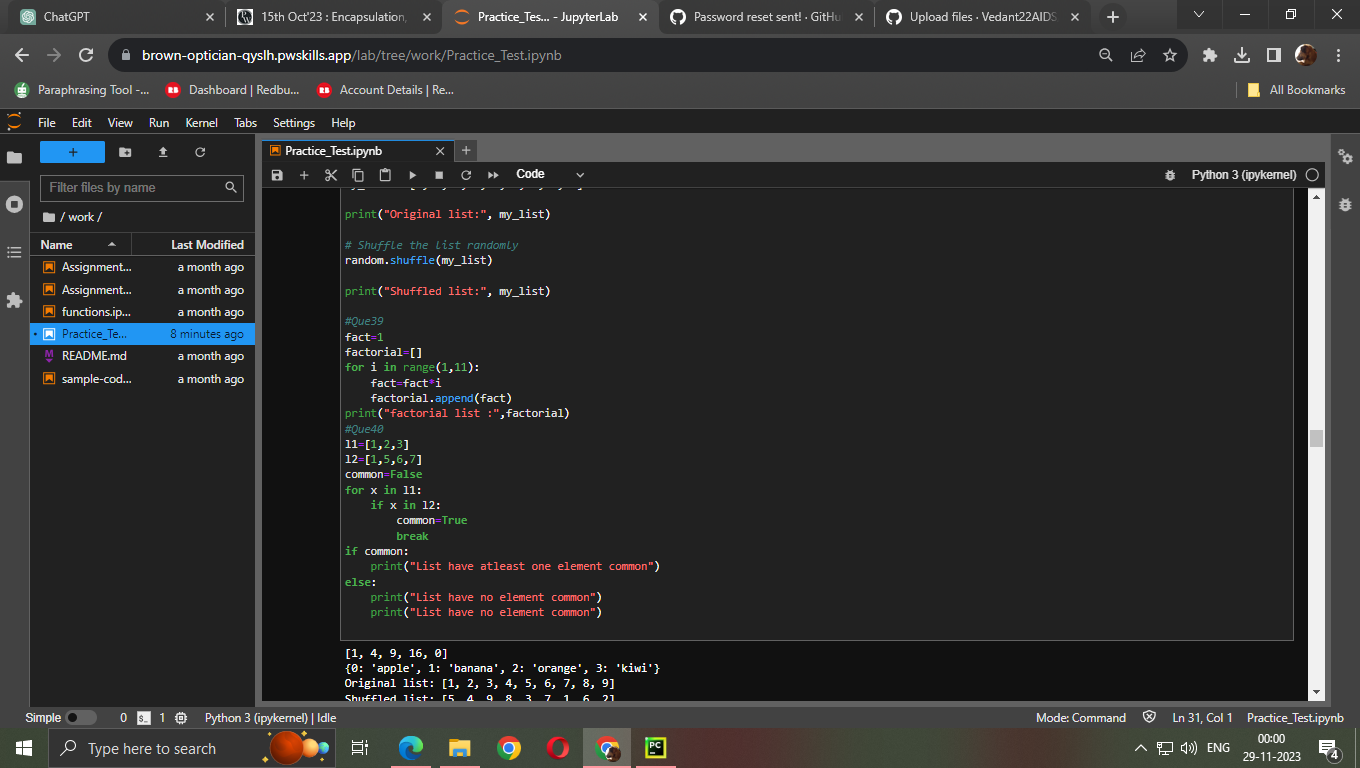 ChatGPT
15th Oct'23 : Encapsulation,
Practice_Tes... - JupyterLab
Password reset sent! · GitHu
Upload files · Vedant22AIDS
brown-optician-qyslh.pwskills.app/lab/tree/work/Practice_Test.ipynb
Paraphrasing Tool -...
Dashboard | Redbu...
Account Details | Re...
All Bookmarks
File Edit View Run Kernel Tabs Settings Help
Filter files by name
/ work /
Name Last Modified
Assignment... a month ago
Assignment... a month ago
functions.ip... a month ago
Practice_Te... 8 minutes ago
README.md a month ago
sample-cod... a month ago
Practice_Test.ipynb
Code
Python 3 (ipykernel)
print("Original list:", my_list)
# Shuffle the list randomly
random.shuffle(my_list)
print("Shuffled list:", my_list)
#Que39
fact=1
factorial=[]
for i in range(1,11):
    fact=fact*i
    factorial.append(fact)
print("factorial list :",factorial)
#Que40
l1=[1,2,3]
l2=[1,5,6,7]
common=False
for x in l1:
    if x in l2:
        common=True
        break
if common:
    print("List have atleast one element common")
else:
    print("List have no element common")
    print("List have no element common")
[1, 4, 9, 16, 0]
{0: 'apple', 1: 'banana', 2: 'orange', 3: 'kiwi'}
Original list: [1, 2, 3, 4, 5, 6, 7, 8, 9]
Shuffled list: [5, 4, 9, 8, 3, 7, 1, 6, 2]
Simple 0 $_ 1 Python 3 (ipykernel) | Idle
Mode: Command Ln 31, Col 1 Practice_Test.ipynb
Type here to search
PC
ENG
00:00
29-11-2023
4